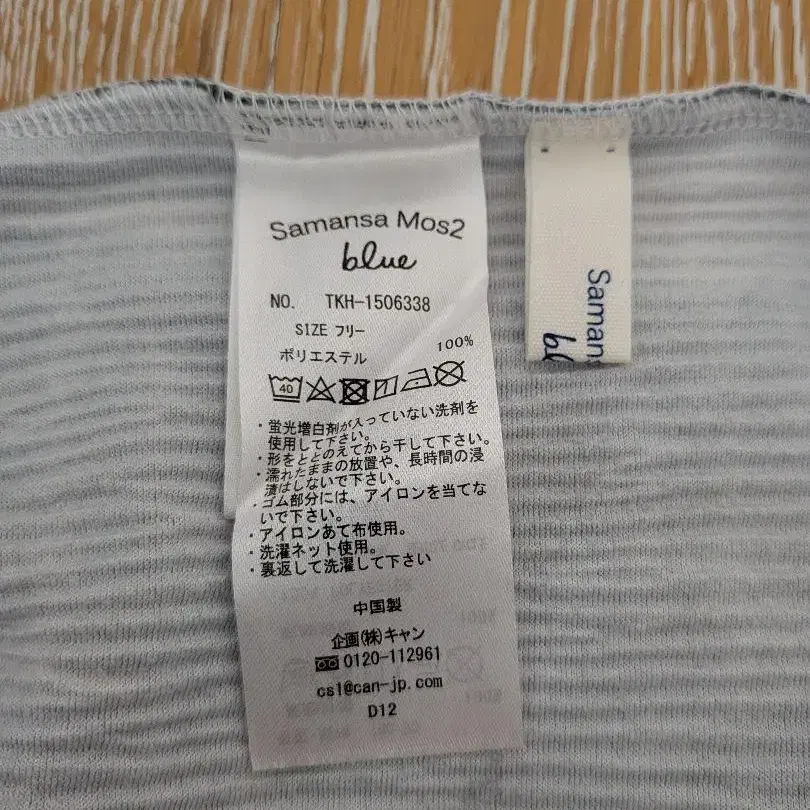 Samansa Mos2
blue
NO. TKH-1506338
SIZE フリー
ポリエステル 100%
40
・蛍光増白剤が入っていない洗剤を
使用して下さい。
・形をととのえてから干して下さい。
・濡れたままの放置や、長時間の浸
漬はしないで下さい。
・ゴム部分には、アイロンを当てな
いで下さい。
・アイロンあて布使用。
・洗濯ネット使用。
・裏返して洗濯して下さい
中国製
企画(株)キャン
0120-112961
cs1@can-jp.com
D12
Saman
bl